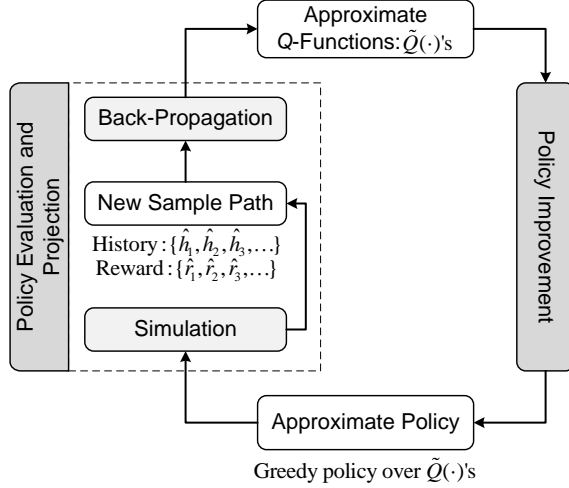 Approximate
Q-Functions: Q̃(·)'s
Policy Evaluation and
Projection
Back-Propagation
New Sample Path
History:{ĥ₁,ĥ₂,ĥ₃,…}
Reward:{r̂₁,r̂₂,r̂₃,…}
Simulation
Policy Improvement
Approximate Policy
Greedy policy over Q̃(·)'s